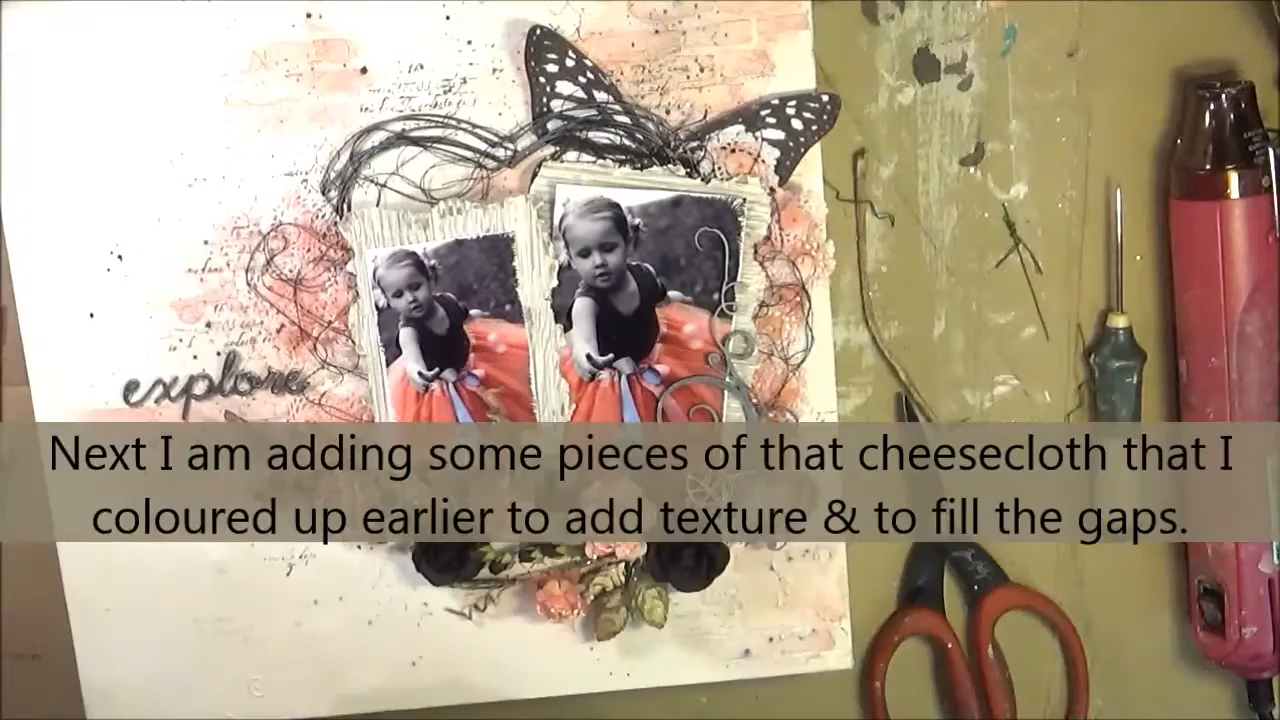 explore
Next I am adding some pieces of that cheesecloth that I
coloured up earlier to add texture & to fill the gaps.